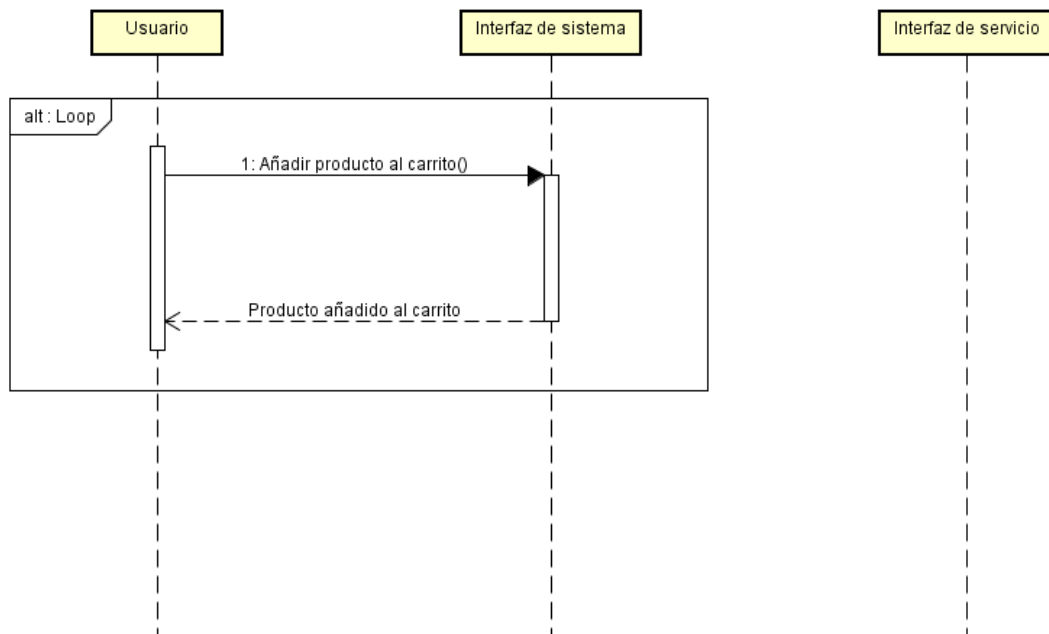 Usuario
Interfaz de sistema
Interfaz de servicio
alt : Loop
1: Añadir producto al carrito()
Producto añadido al carrito